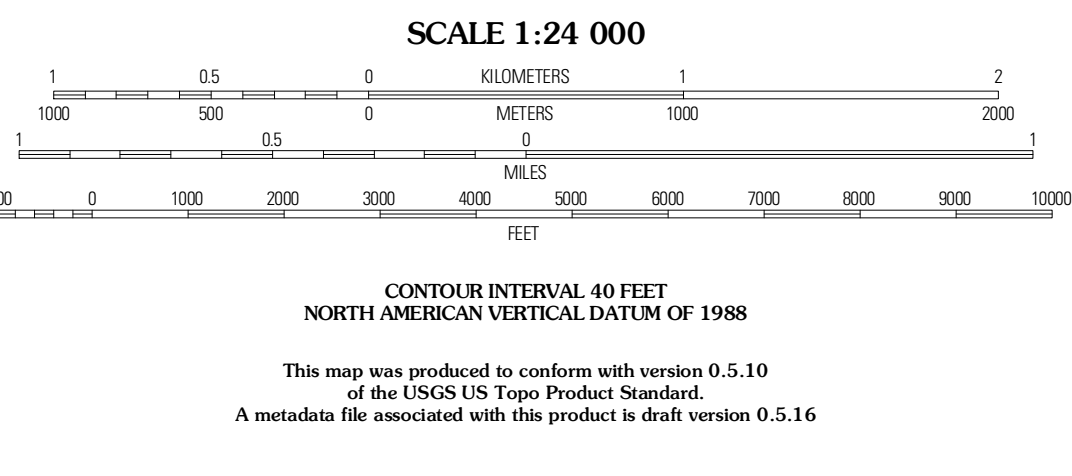 SCALE 1:24 000
1 0.5 0 KILOMETERS 1 2
1000 500 0 METERS 1000 2000
1 0.5 0 1
MILES
0 1000 2000 3000 4000 5000 6000 7000 8000 9000 10000
FEET
CONTOUR INTERVAL 40 FEET
NORTH AMERICAN VERTICAL DATUM OF 1988
This map was produced to conform with version 0.5.10
of the USGS US Topo Product Standard.
A metadata file associated with this product is draft version 0.5.16